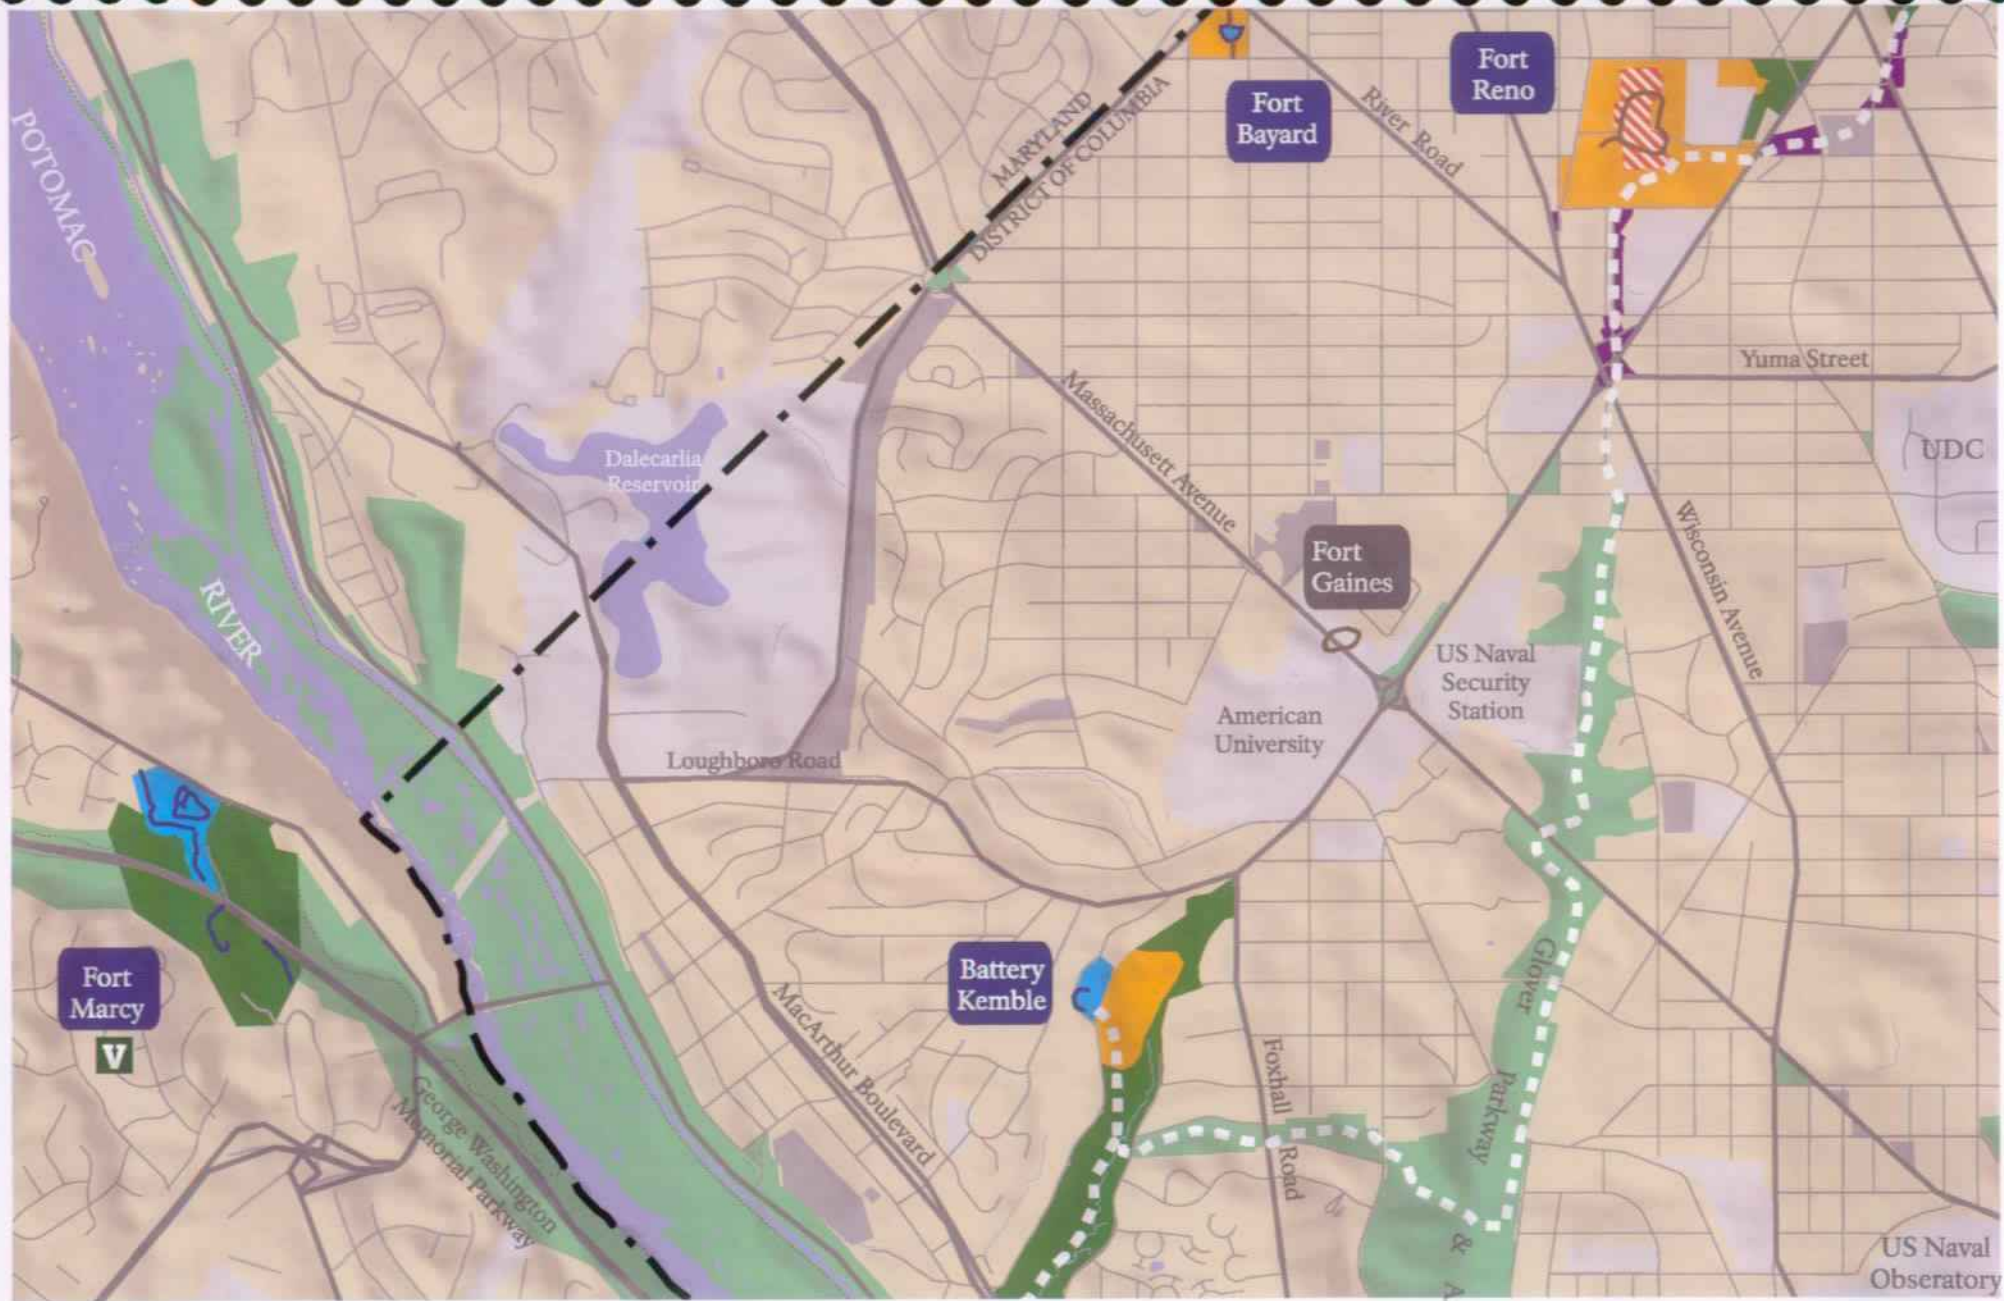 Fort
Bayard
Fort
Reno
River Road
MARYLAND
DISTRICT OF COLUMBIA
POTOMAC
RIVER
Yuma Street
Massachusett Avenue
UDC
Dalecarlia
Reservoir
Wisconsin Avenue
Fort
Gaines
US Naval
Security
Station
American
University
Loughboro Road
Fort
Marcy
V
Battery
Kemble
Glover
Parkway
& A
MacArthur Boulevard
Foxhall Road
George Washington
Memorial Parkway
US Naval
Obseratory